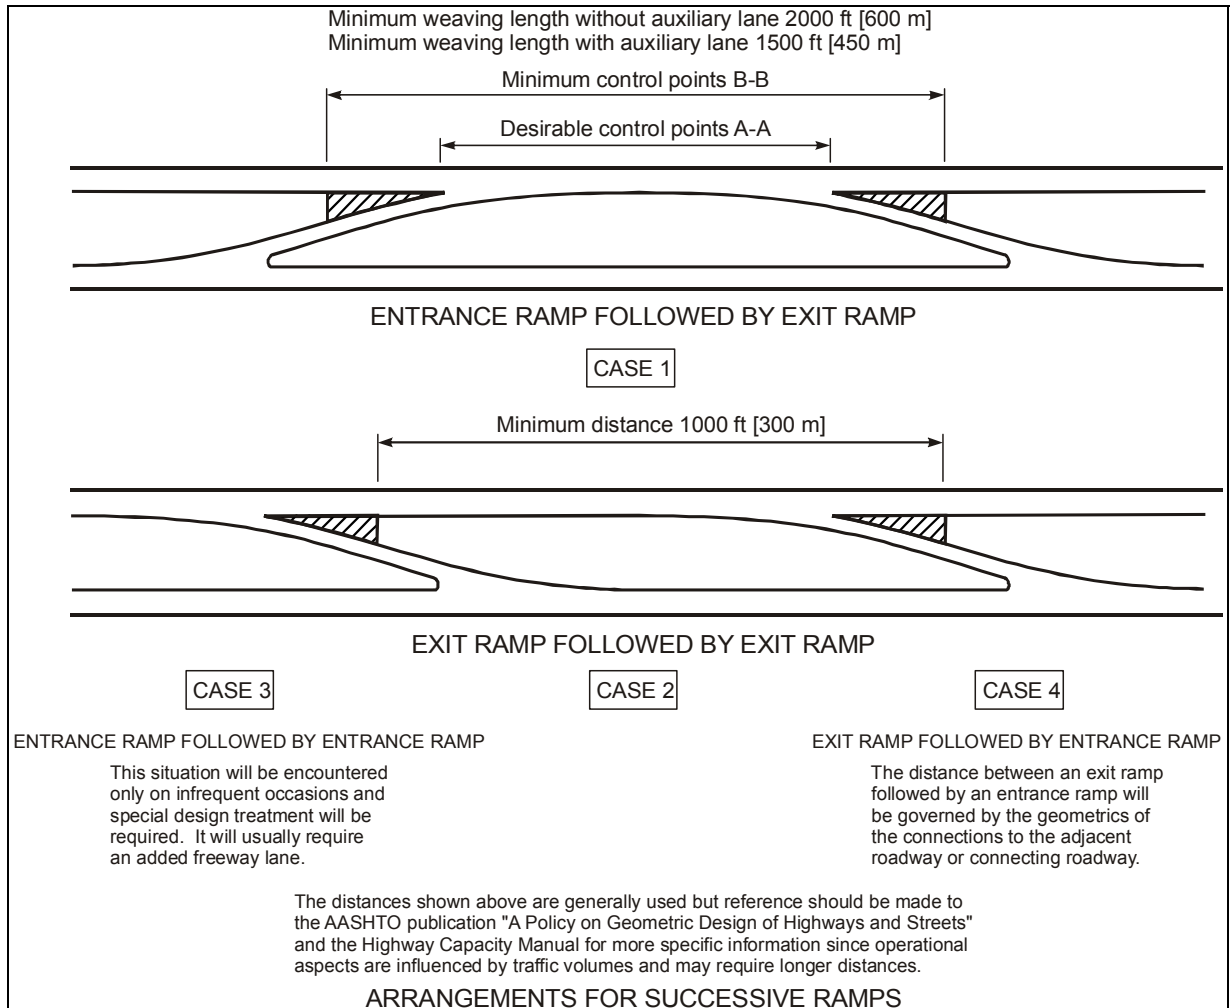 Minimum weaving length without auxiliary lane 2000 ft [600 m]
Minimum weaving length with auxiliary lane 1500 ft [450 m]
Minimum control points B-B
Desirable control points A-A
ENTRANCE RAMP FOLLOWED BY EXIT RAMP
CASE 1
Minimum distance 1000 ft [300 m]
EXIT RAMP FOLLOWED BY EXIT RAMP
CASE 3
CASE 2
CASE 4
ENTRANCE RAMP FOLLOWED BY ENTRANCE RAMP
This situation will be encountered
only on infrequent occasions and
special design treatment will be
required. It will usually require
an added freeway lane.
EXIT RAMP FOLLOWED BY ENTRANCE RAMP
The distance between an exit ramp
followed by an entrance ramp will
be governed by the geometrics of
the connections to the adjacent
roadway or connecting roadway.
The distances shown above are generally used but reference should be made to
the AASHTO publication "A Policy on Geometric Design of Highways and Streets"
and the Highway Capacity Manual for more specific information since operational
aspects are influenced by traffic volumes and may require longer distances.
ARRANGEMENTS FOR SUCCESSIVE RAMPS